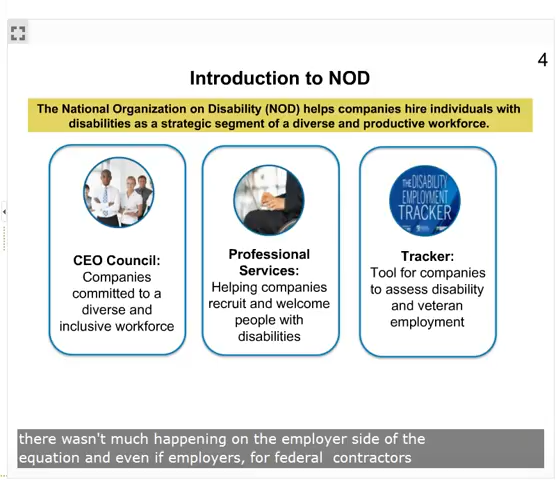 4
Introduction to NOD
The National Organization on Disability (NOD) helps companies hire individuals with
disabilities as a strategic segment of a diverse and productive workforce.
CEO Council:
Companies
committed to a
diverse and
inclusive workforce
Professional
Services:
Helping companies
recruit and welcome
people with
disabilities
THE DISABILITY
EMPLOYMENT
TRACKER
Tracker:
Tool for companies
to assess disability
and veteran
employment
there wasn't much happening on the employer side of the
equation and even if employers, for federal  contractors